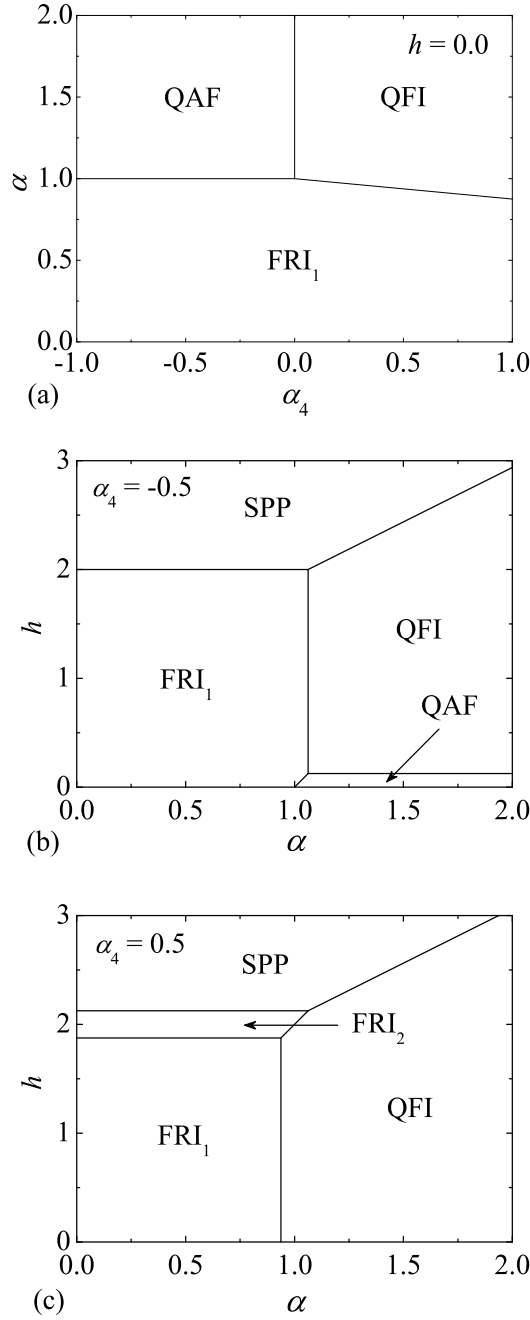 2.0
h = 0.0
1.5
QAF
QFI
α
1.0
0.5
FRI₁
0.0
-1.0
-0.5
0.0
0.5
1.0
(a)
α₄
3
α₄ = -0.5
SPP
2
h
QFI
FRI₁
1
QAF
0
0.0
0.5
1.0
1.5
2.0
(b)
α
3
α₄ = 0.5
SPP
2
FRI₂
h
QFI
FRI₁
1
0
0.0
0.5
1.0
1.5
2.0
(c)
α